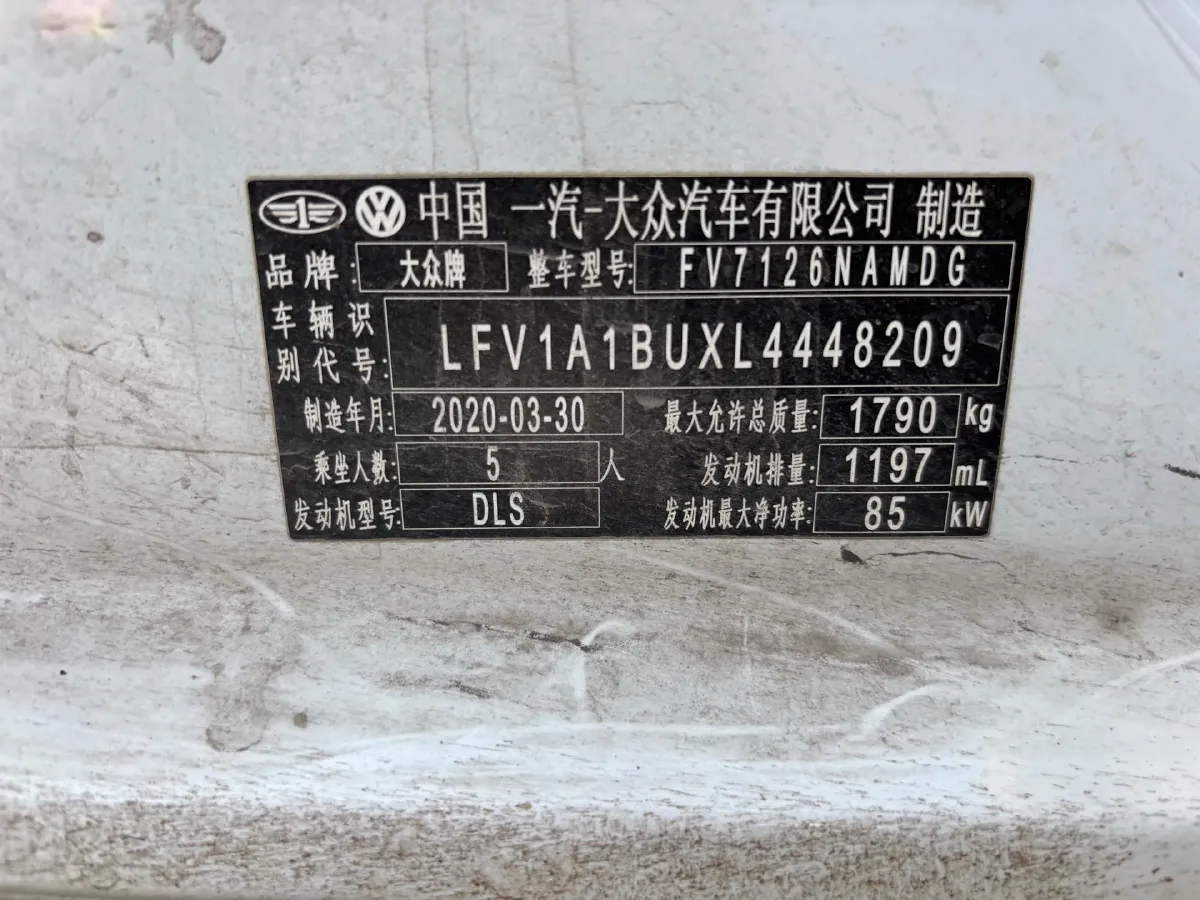 中国 一汽-大众汽车有限公司 制造
品牌: 大众牌 整车型号: FV7126NAMDG
车辆识别代号: LFV1A1BUXL4448209
制造年月: 2020-03-30 最大允许总质量: 1790 kg
乘坐人数: 5 人 发动机排量: 1197 mL
发动机型号: DLS 发动机最大净功率: 85 kW